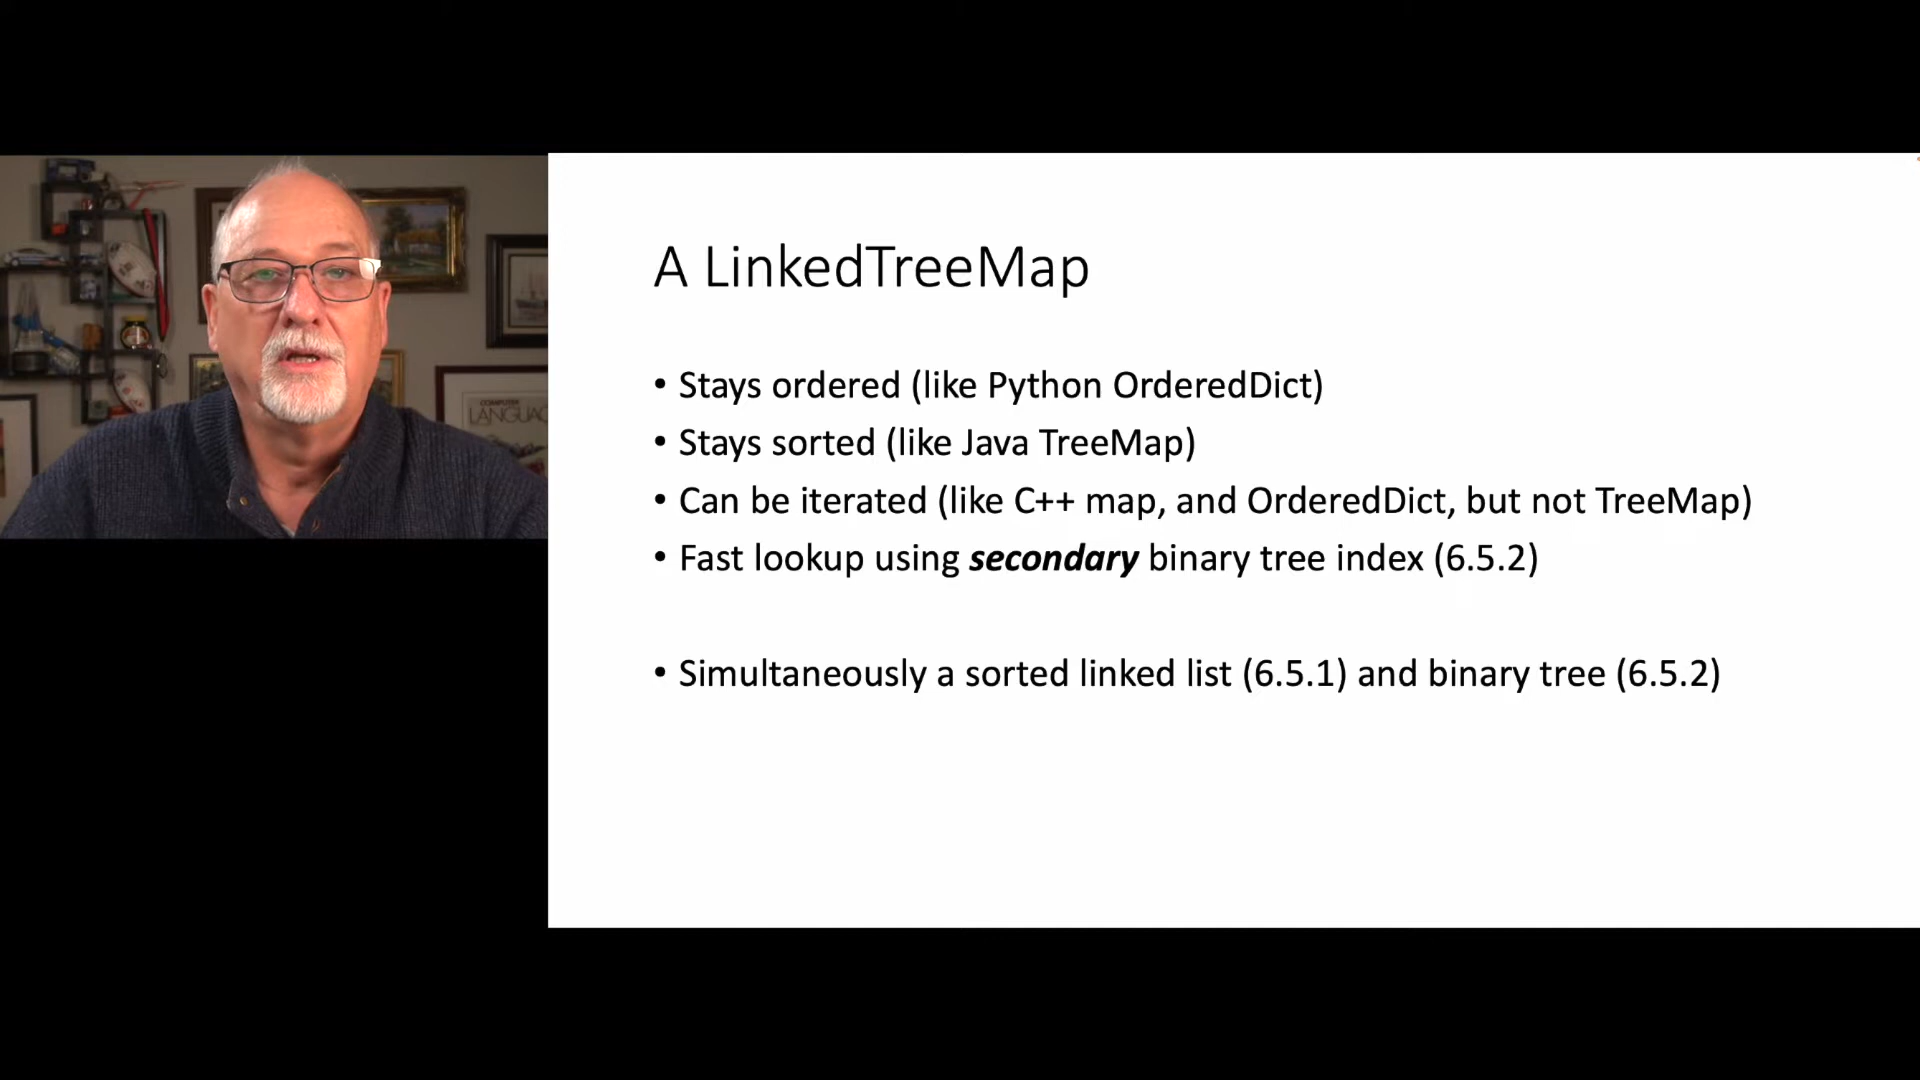 COMPUTER
LANGUAG
A LinkedTreeMap
• Stays ordered (like Python OrderedDict)
• Stays sorted (like Java TreeMap)
• Can be iterated (like C++ map, and OrderedDict, but not TreeMap)
• Fast lookup using secondary binary tree index (6.5.2)
• Simultaneously a sorted linked list (6.5.1) and binary tree (6.5.2)